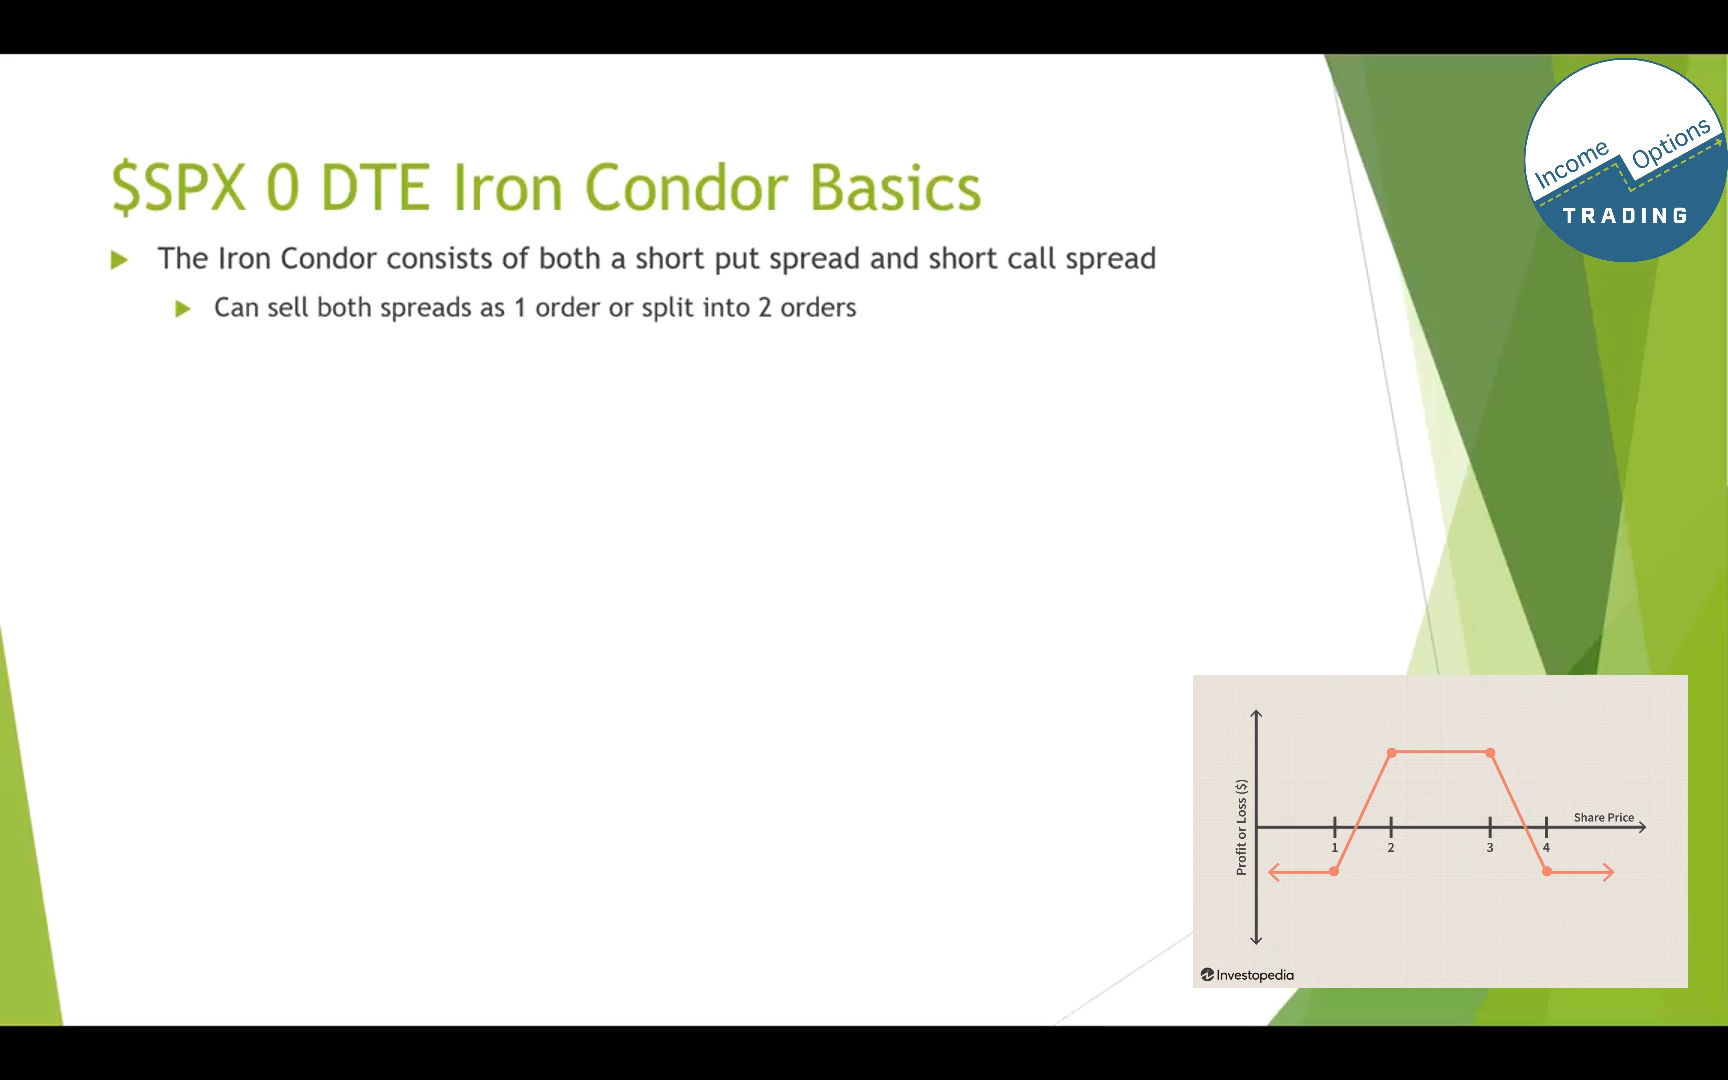 $SPX 0 DTE Iron Condor Basics
The Iron Condor consists of both a short put spread and short call spread
Can sell both spreads as 1 order or split into 2 orders
Income Options
TRADING
Profit or Loss ($)
Share Price
1 2 3 4
Investopedia